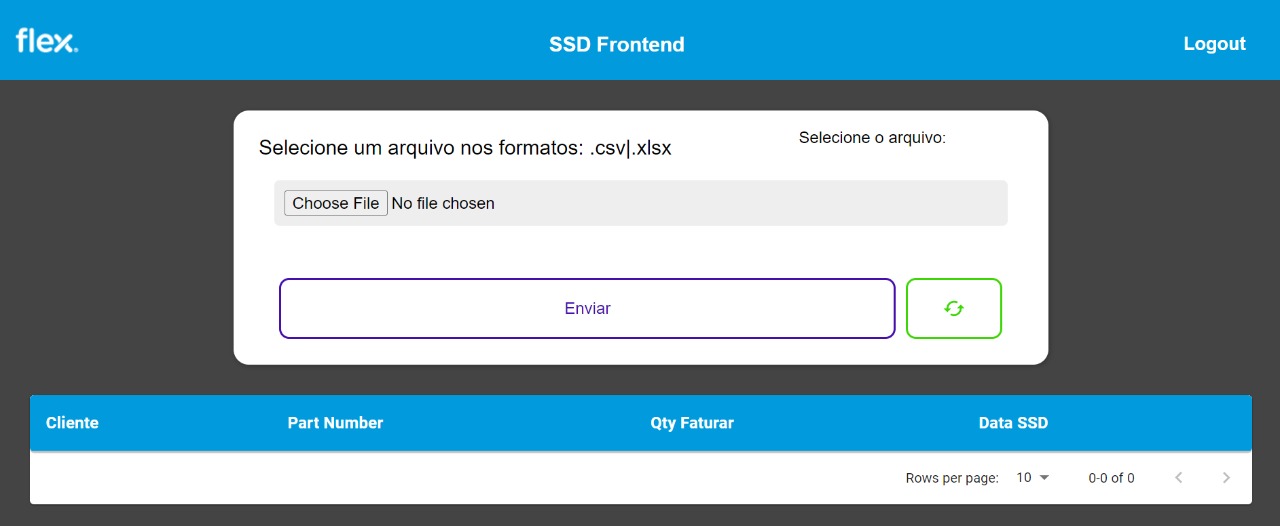 flex.
SSD Frontend
Logout
Selecione um arquivo nos formatos: .csv|.xlsx
Selecione o arquivo:
Choose File No file chosen
Enviar
Cliente Part Number Qty Faturar Data SSD
Rows per page: 10 0-0 of 0